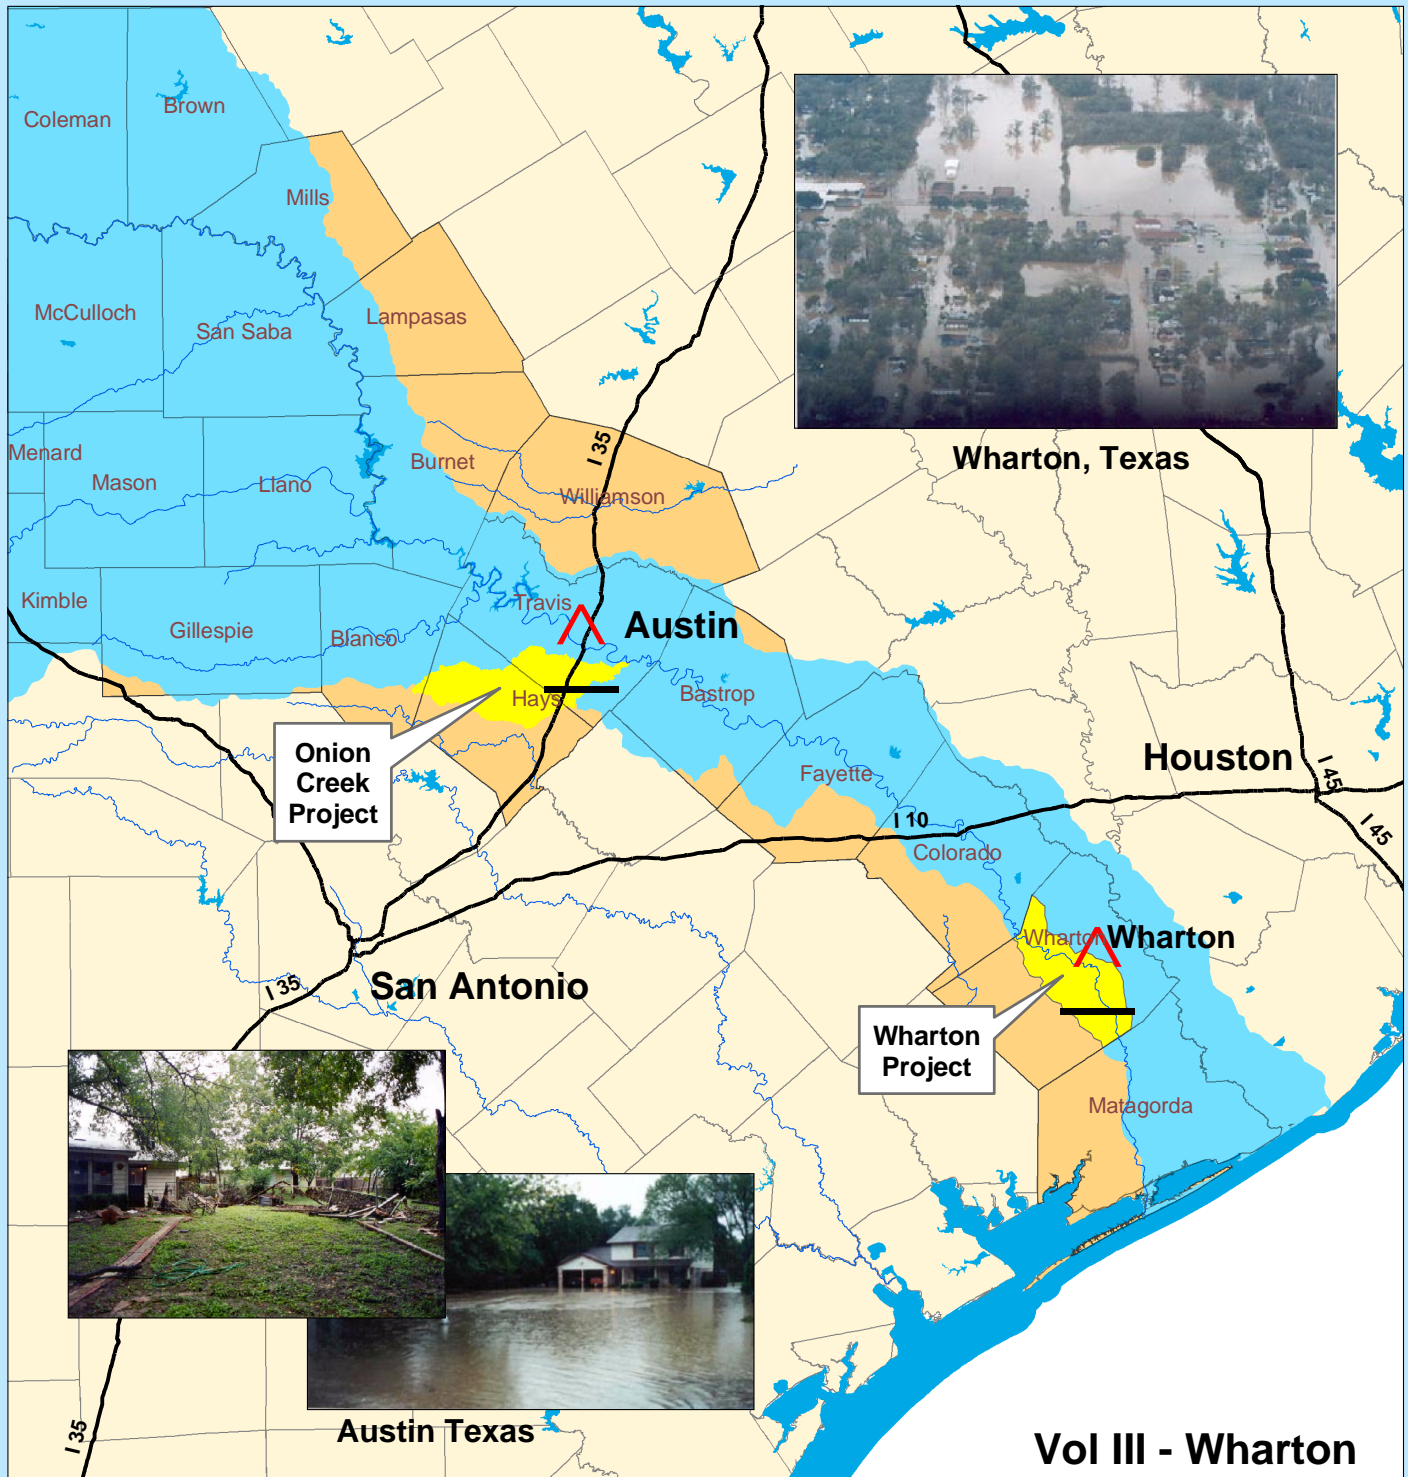 Coleman
Brown
Mills
McCulloch
San Saba
Lampasas
I 35
Wharton, Texas
Menard
Mason
Llano
Burnet
Williamson
Kimble
Gillespie
Blanco
Travis
Austin
Hays
Bastrop
Onion
Creek
Project
Fayette
Houston
I 45
I 10
I 45
Colorado
Wharton
Wharton
San Antonio
I 35
Wharton
Project
Matagorda
Austin Texas
I 35
Vol III - Wharton